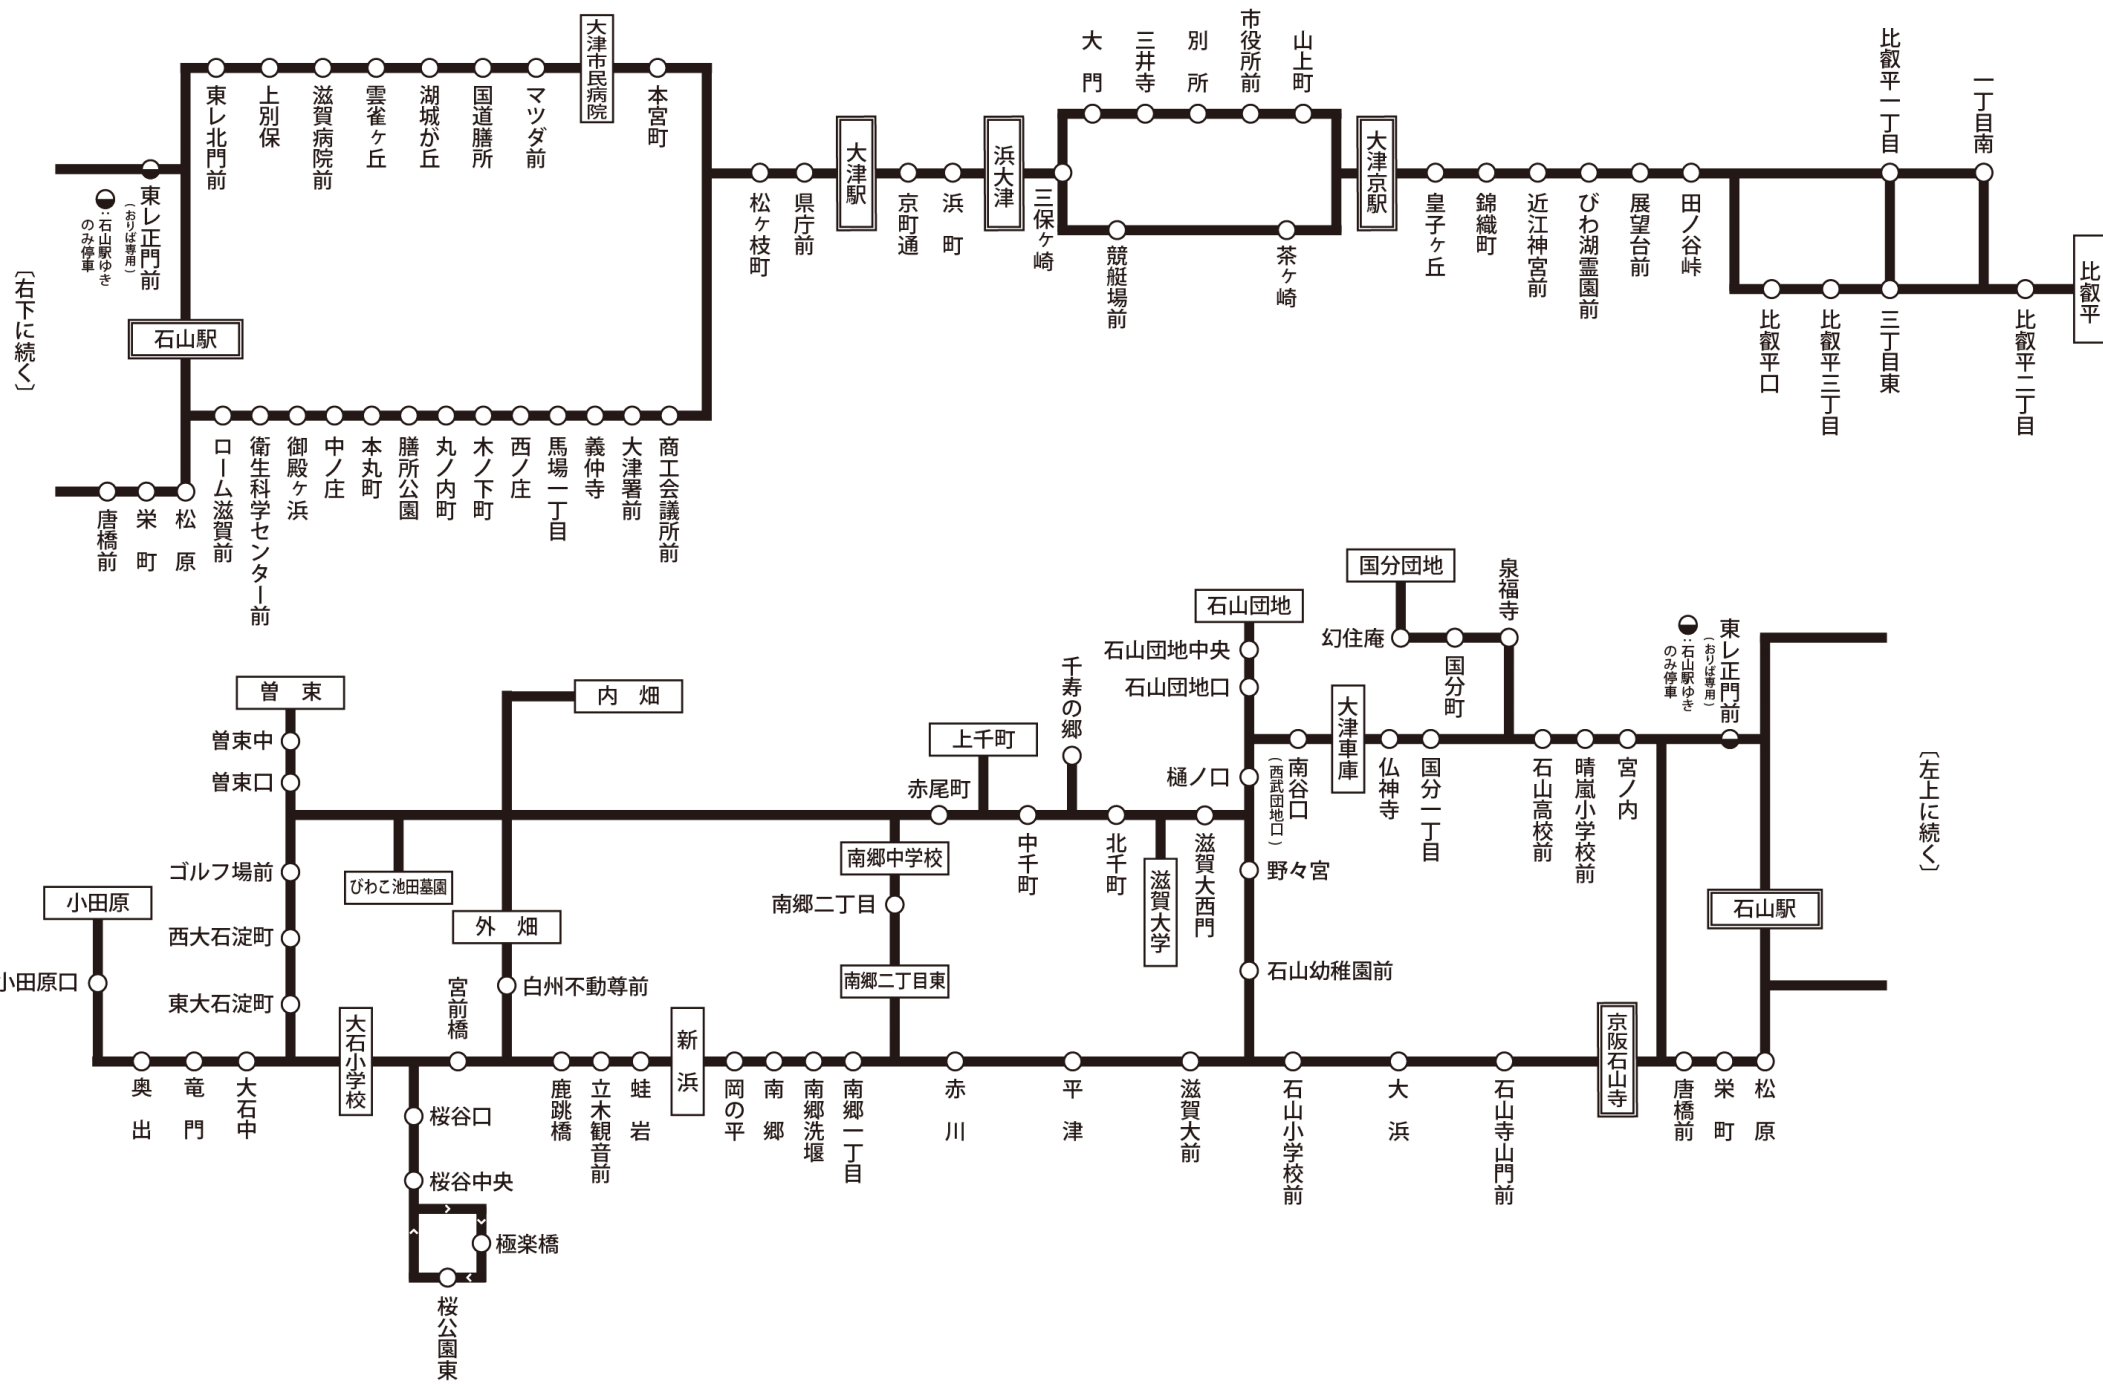 東レ北門前
上別保
滋賀病院前
雲雀ヶ丘
湖城が丘
国道膳所
マツダ前
大津市民病院
本宮町
東レ正門前
(おりば専用)
：石山駅ゆき
のみ停車
〔右下に続く〕
石山駅
唐橋前
栄町
松原
ローム滋賀前
衛生科学センター前
御殿ヶ浜
中ノ庄
本丸町
膳所公園
丸ノ内町
木ノ下町
西ノ庄
馬場一丁目
義仲寺
大津署前
商工会議所前
松ヶ枝町
県庁前
大津駅
京町通
浜町
浜大津
三保ヶ崎
大門
三井寺
別所
市役所前
山上町
競艇場前
茶ヶ崎
大津京駅
皇子ヶ丘
錦織町
近江神宮前
びわ湖霊園前
展望台前
田ノ谷峠
比叡平一丁目
一丁目南
比叡平口
比叡平三丁目
三丁目東
比叡平二丁目
比叡平
曽束
曽束中
曽束口
ゴルフ場前
西大石淀町
東大石淀町
小田原
小田原口
奥出
竜門
大石中
大石小学校
宮前橋
びわこ池田墓園
内畑
外畑
白州不動尊前
桜谷口
桜谷中央
極楽橋
桜公園東
鹿跳橋
立木観音前
蛙岩
新浜
岡の平
南郷
南郷洗堰
南郷一丁目
南郷中学校
南郷二丁目
南郷二丁目東
赤尾町
上千町
中千町
千寿の郷
北千町
滋賀大学
滋賀大西門
石山団地
石山団地中央
石山団地口
樋ノ口
野々宮
石山幼稚園前
南谷口
(西武団地口)
大津車庫
仏神寺
国分一丁目
国分団地
幻住庵
国分町
泉福寺
石山高校前
晴嵐小学校前
宮ノ内
東レ正門前
(おりば専用)
：石山駅ゆき
のみ停車
〔左上に続く〕
石山駅
赤川
平津
滋賀大前
石山小学校前
大浜
石山寺山門前
京阪石山寺
唐橋前
栄町
松原